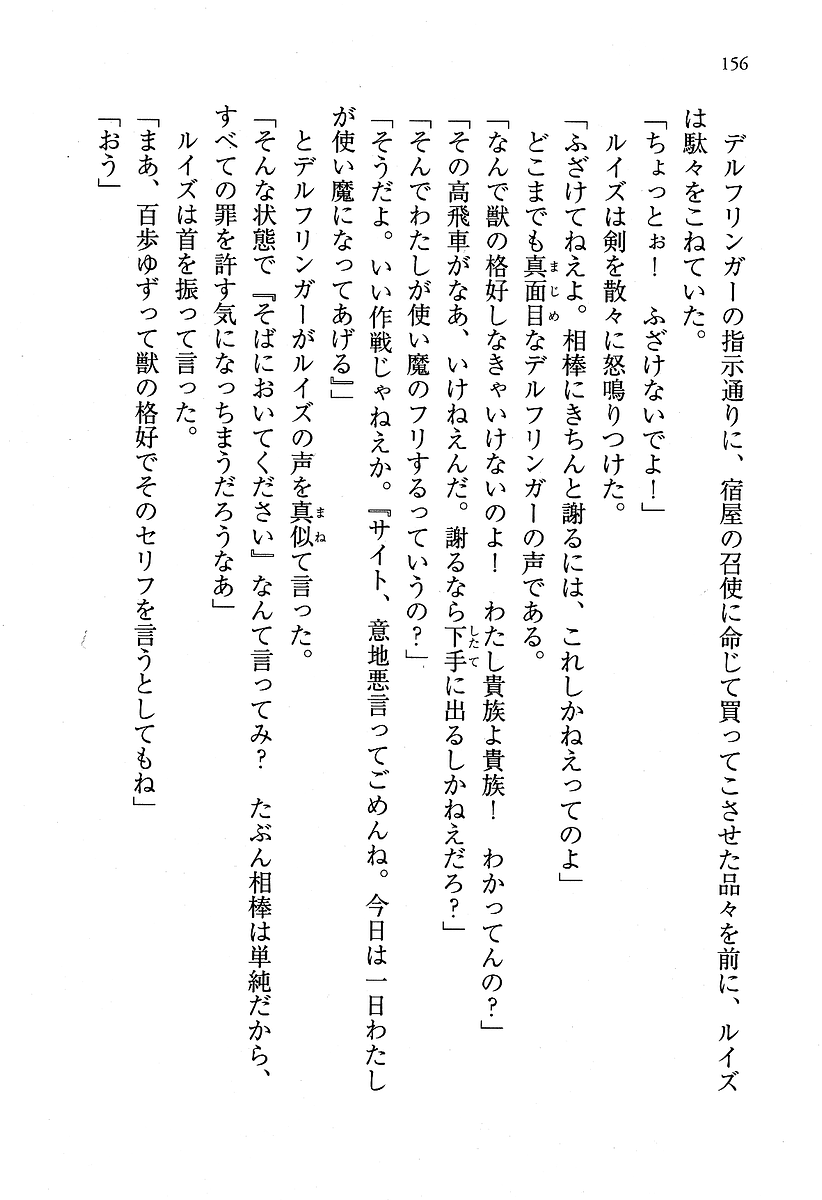 156
デルフリンガーの指示通りに、宿屋の召使に命じて買ってこさせた品々を前に、ルイズ
は駄々をこねていた。
「ちょっとぉ!　ふざけないでよ!」
ルイズは剣を散々に怒鳴りつけた。
「ふざけてねえよ。相棒にきちんと謝るには、これしかねえってのよ」
どこまでも真面目なデルフリンガーの声である。
「なんで獣の格好しなきゃいけないのよ!　わたし貴族よ貴族!　わかってんの?」
「その高飛車がなあ、いけねえんだ。謝るなら下手に出るしかねえだろ?」
「そんでわたしが使い魔のフリするっていうの?」
「そうだよ。いい作戦じゃねえか。『サイト、意地悪言ってごめんね。今日は一日わたし
が使い魔になってあげる』」
とデルフリンガーがルイズの声を真似て言った。
「そんな状態で『そばにおいてください』なんて言ってみ?　たぶん相棒は単純だから、
すべての罪を許す気になっちまうだろうなあ」
ルイズは首を振って言った。
「まあ、百歩ゆずって獣の格好でそのセリフを言うとしてもね」
「おう」